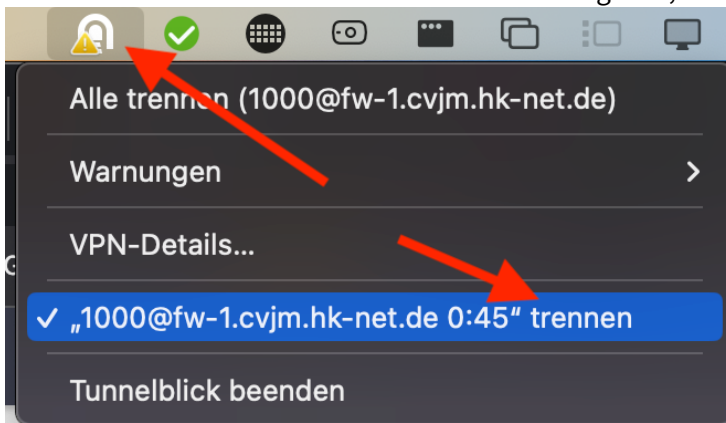 Alle trennen (1000@fw-1.cvjm.hk-net.de)
Warnungen
VPN-Details...
✓ „1000@fw-1.cvjm.hk-net.de 0:45“ trennen
Tunnelblick beenden